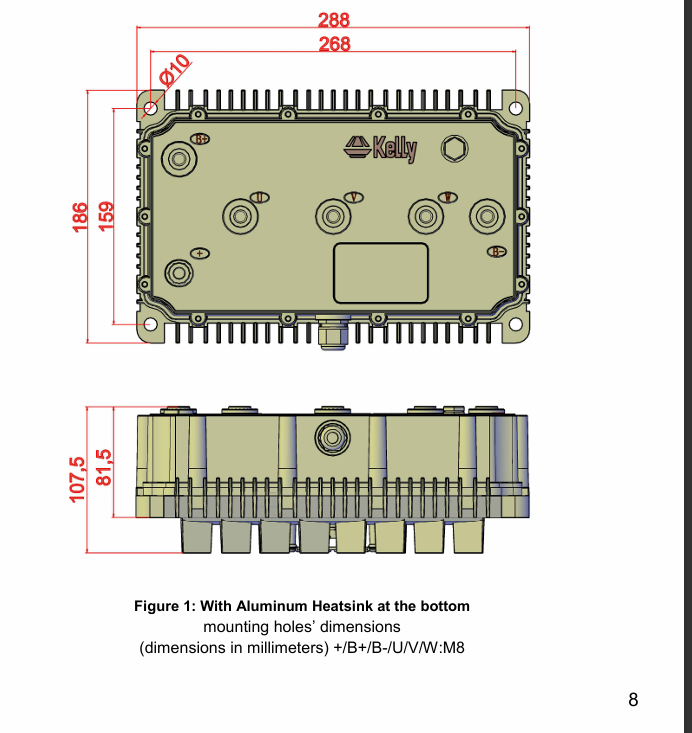 288
268
Ø10
B+
Kelly
U
V
W
186
159
+
B-
107,5
81,5
Figure 1: With Aluminum Heatsink at the bottom
mounting holes’ dimensions
(dimensions in millimeters) +/B+/B-/U/V/W:M8
8